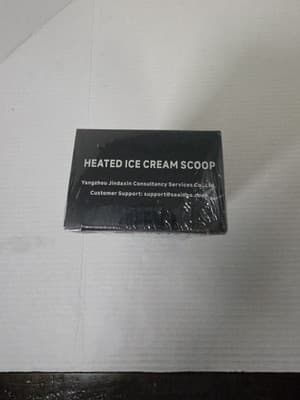 HEATED ICE CREAM SCOOP
Yangzhou Jindaxin Consultancy Services Co., Ltd.
Customer Support: